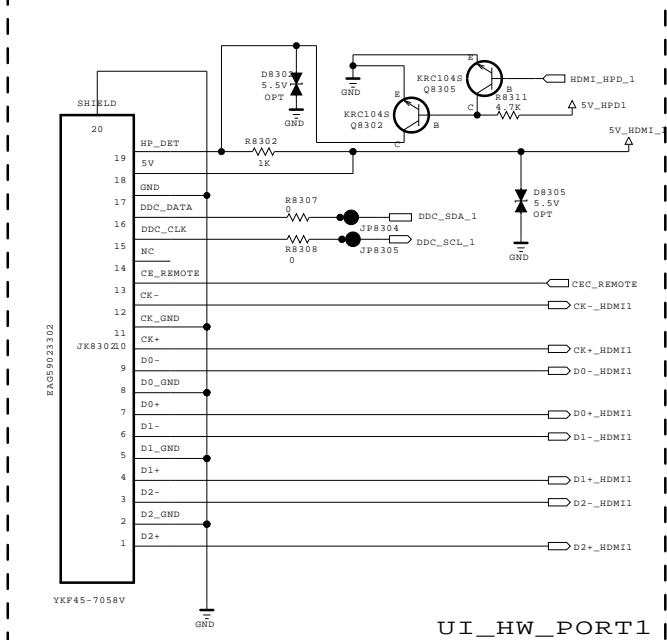 D8302
5.5V
OPT
GND
GND
E
KRC104S
Q8302
B
C
E
KRC104S
Q8305
B
C
HDMI_HPD_1
R8311
4.7K
5V_HPD1
5V_HDMI_1
SHIELD
20
19
HP_DET
R8302
1K
5V
18
GND
17
DDC_DATA
R8307
0
JP8304
DDC_SDA_1
16
DDC_CLK
R8308
0
JP8305
DDC_SCL_1
D8305
5.5V
OPT
GND
15
NC
14
CE_REMOTE
CEC_REMOTE
13
CK-
CK-_HDMI1
12
CK_GND
11
CK+
CK+_HDMI1
JK8302
10
D0-
D0-_HDMI1
9
D0_GND
8
D0+
D0+_HDMI1
7
D1-
D1-_HDMI1
6
D1_GND
5
D1+
D1+_HDMI1
4
D2-
D2-_HDMI1
3
D2_GND
2
D2+
D2+_HDMI1
1
EAG59023302
YKF45-7058V
GND
UI_HW_PORT1